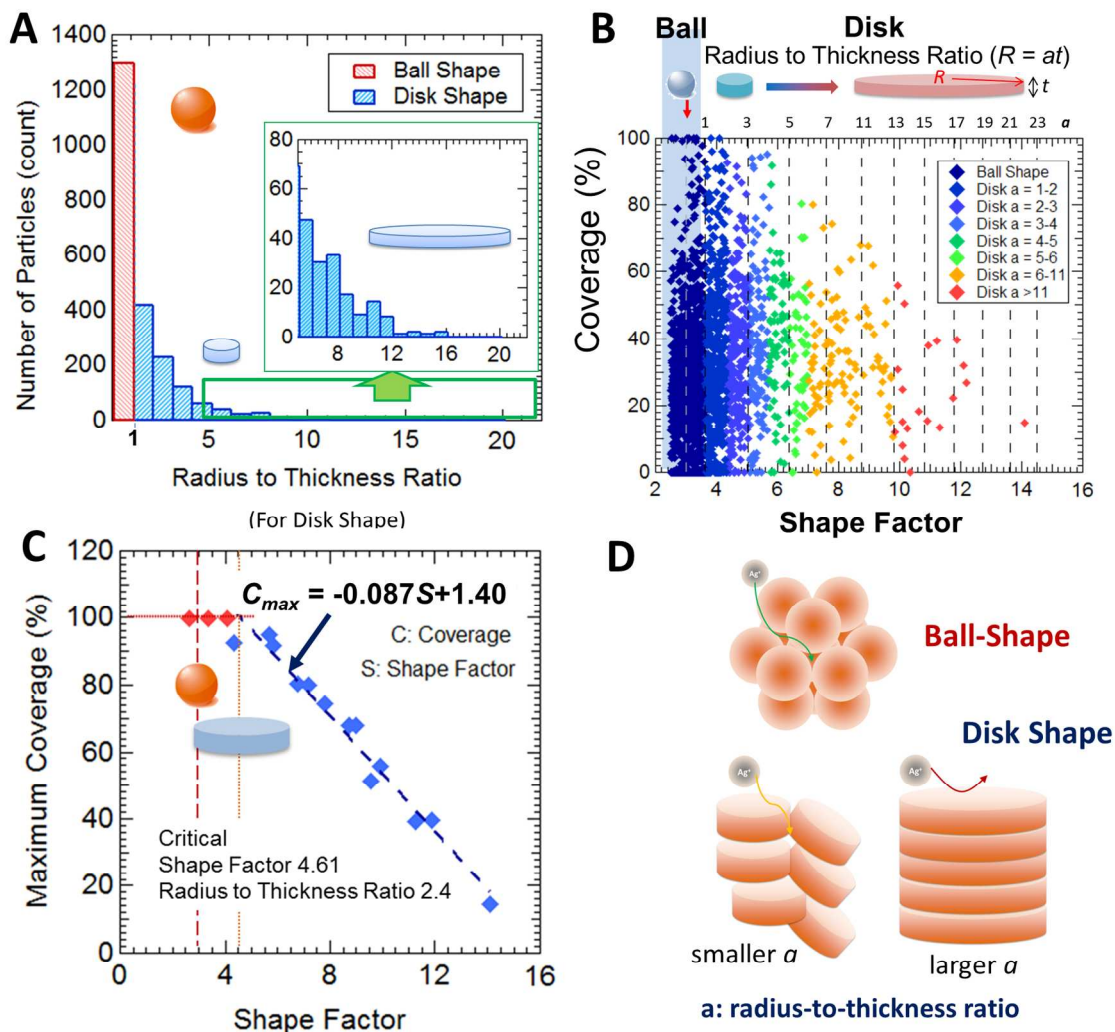 A
1400
1200
1000
800
600
400
200
0
Number of Particles (count)
Ball Shape
Disk Shape
80
60
40
20
0
8 12 16 20
1 5 10 15 20
Radius to Thickness Ratio
(For Disk Shape)
B
Ball Disk
Radius to Thickness Ratio (R = at)
R
t
1 3 5 7 11 13 15 17 19 21 23 a
100
80
60
40
20
0
Coverage (%)
Ball Shape
Disk a = 1-2
Disk a = 2-3
Disk a = 3-4
Disk a = 4-5
Disk a = 5-6
Disk a = 6-11
Disk a >11
2 4 6 8 10 12 14 16
Shape Factor
C
120
100
80
60
40
20
0
Maximum Coverage (%)
Cmax = -0.087S+1.40
C: Coverage
S: Shape Factor
Critical
Shape Factor 4.61
Radius to Thickness Ratio 2.4
0 4 8 12 16
Shape Factor
D
Ag+
Ball-Shape
Disk Shape
Ag+
Ag+
smaller a
larger a
a: radius-to-thickness ratio